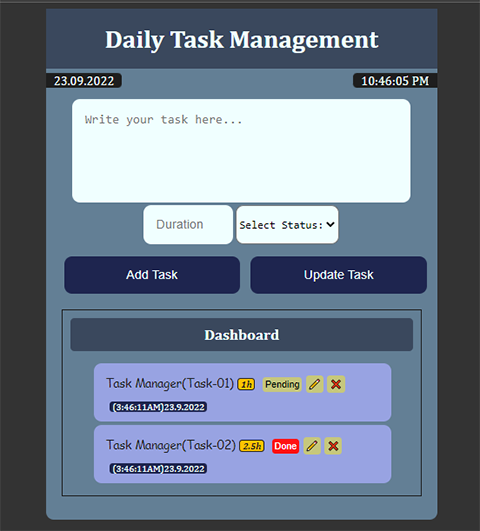 Daily Task Management
23.09.2022 10:46:05 PM
Write your task here...
Duration Select Status:
Add Task Update Task
Dashboard
Task Manager(Task-01) 1h Pending
(3:46:11AM)23.9.2022
Task Manager(Task-02) 2.5h Done
(3:46:11AM)23.9.2022